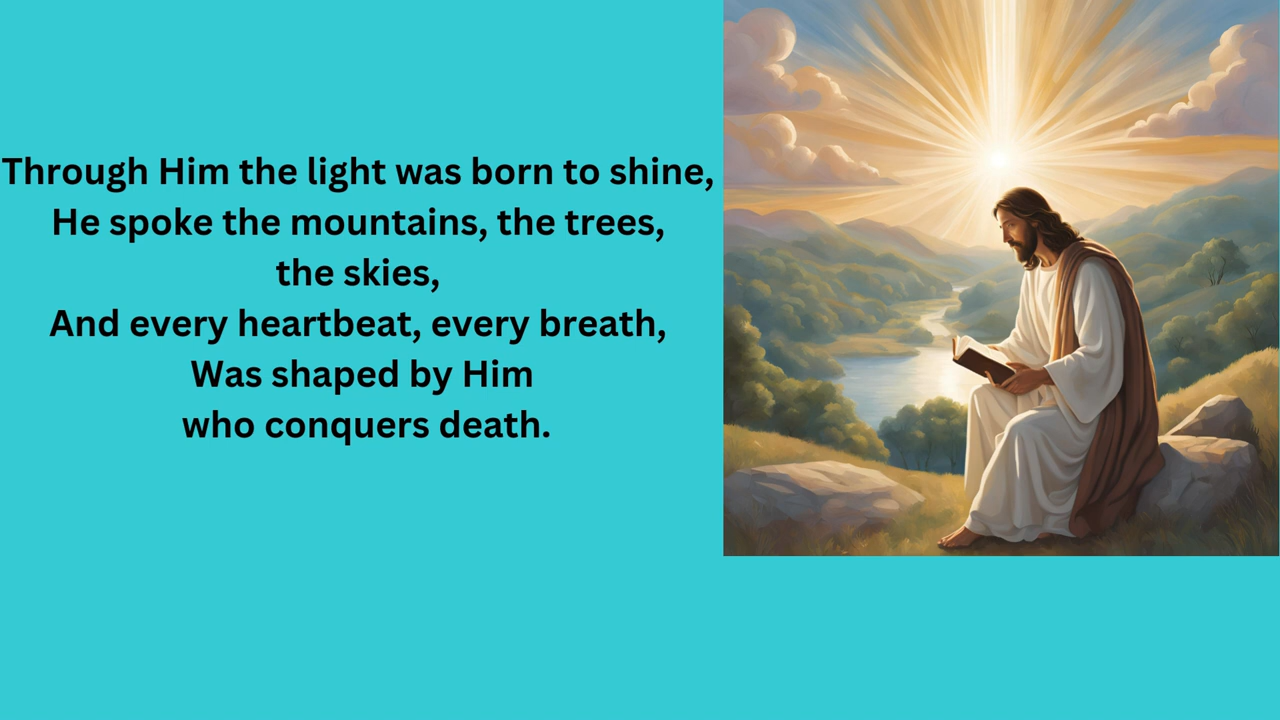 Through Him the light was born to shine,
He spoke the mountains, the trees,
the skies,
And every heartbeat, every breath,
Was shaped by Him
who conquers death.